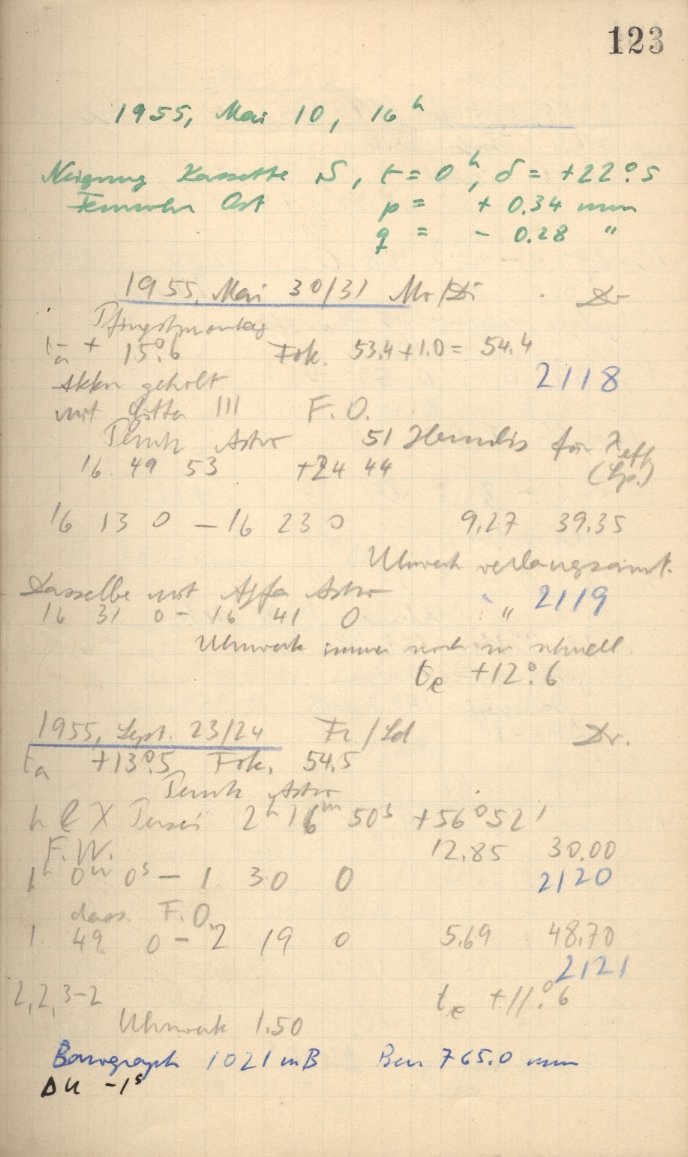 123
1955, Mai 10, 16ʰ
Neigung Kassette S, t = 0ʰ, δ = +22°.5
Fernrohr Ost p = + 0.34 mm
q = - 0.28 "
1955, Mai 30/31 Mo/Di Dr
Pfingstmontag
tₐ + 15°.6 Fok. 53.4 + 1.0 = 54.4
Akku geholt 2118
mit Gitter III F.O.
Astro 51 Herculis für λeff
16 49 53 +24 44 (Sp.)
16 13 0 - 16 23 0 9.27 39.35
Uhrwerk verlangsamt.
Dasselbe mit Agfa Astro " 2119
16 31 0 - 16 41 0
Uhrwerk immer noch zu schnell.
tₑ +12°.6
1955, Sept. 23/24 Fr/Sd Dr.
tₐ +13°.5 Fok. 54.5
Astro
h χ Persei 2ʰ 16ᵐ 50ˢ +56° 52'
F.W. 12.85 30.00
1ʰ 0ᵐ 0ˢ - 1 30 0 2120
dass. F.O.
1 49 0 - 2 19 0 5.69 48.70
2121
2,2,3-2 tₑ +11°.6
Uhrwerk 1.50
Barograph 1021 mB Bar 765.0 mm
ΔU -1ˢ